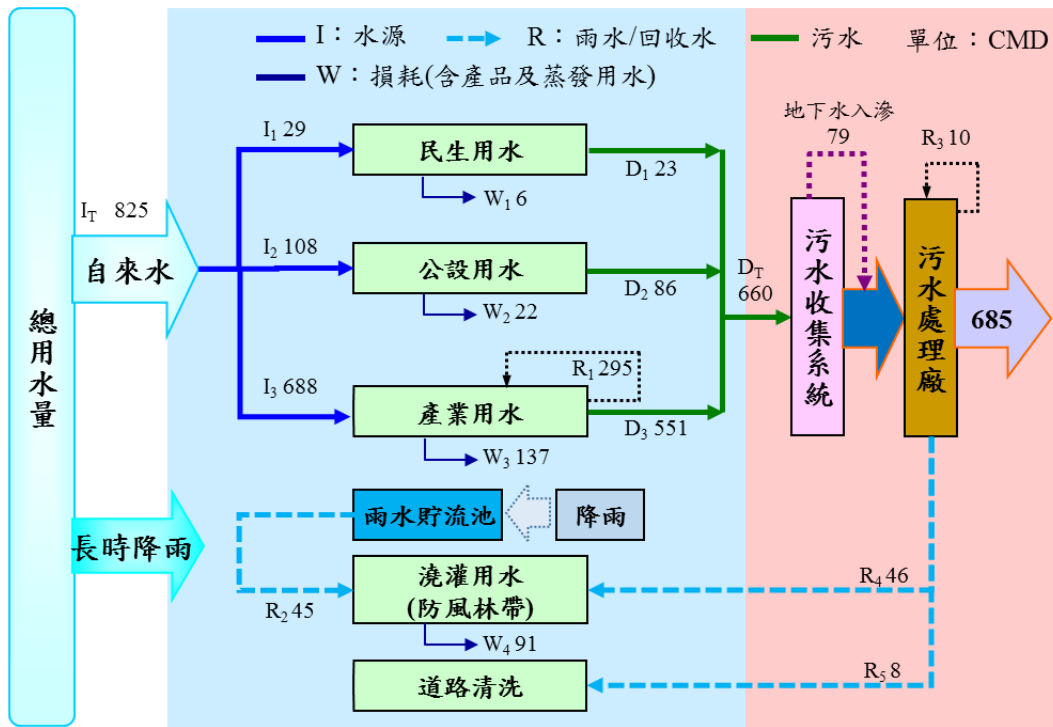 I：水源
R：雨水/回收水
污水
單位：CMD
W：損耗(含產品及蒸發用水)
總用水量
I_T 825
自來水
長時降雨
I₁ 29
民生用水
D₁ 23
W₁ 6
I₂ 108
公設用水
D₂ 86
W₂ 22
I₃ 688
產業用水
R₁ 295
D₃ 551
W₃ 137
D_T
660
地下水入滲
79
R₃ 10
污水收集系統
污水處理廠
685
雨水貯流池
降雨
R₂ 45
澆灌用水
(防風林帶)
R₄ 46
W₄ 91
道路清洗
R₅ 8